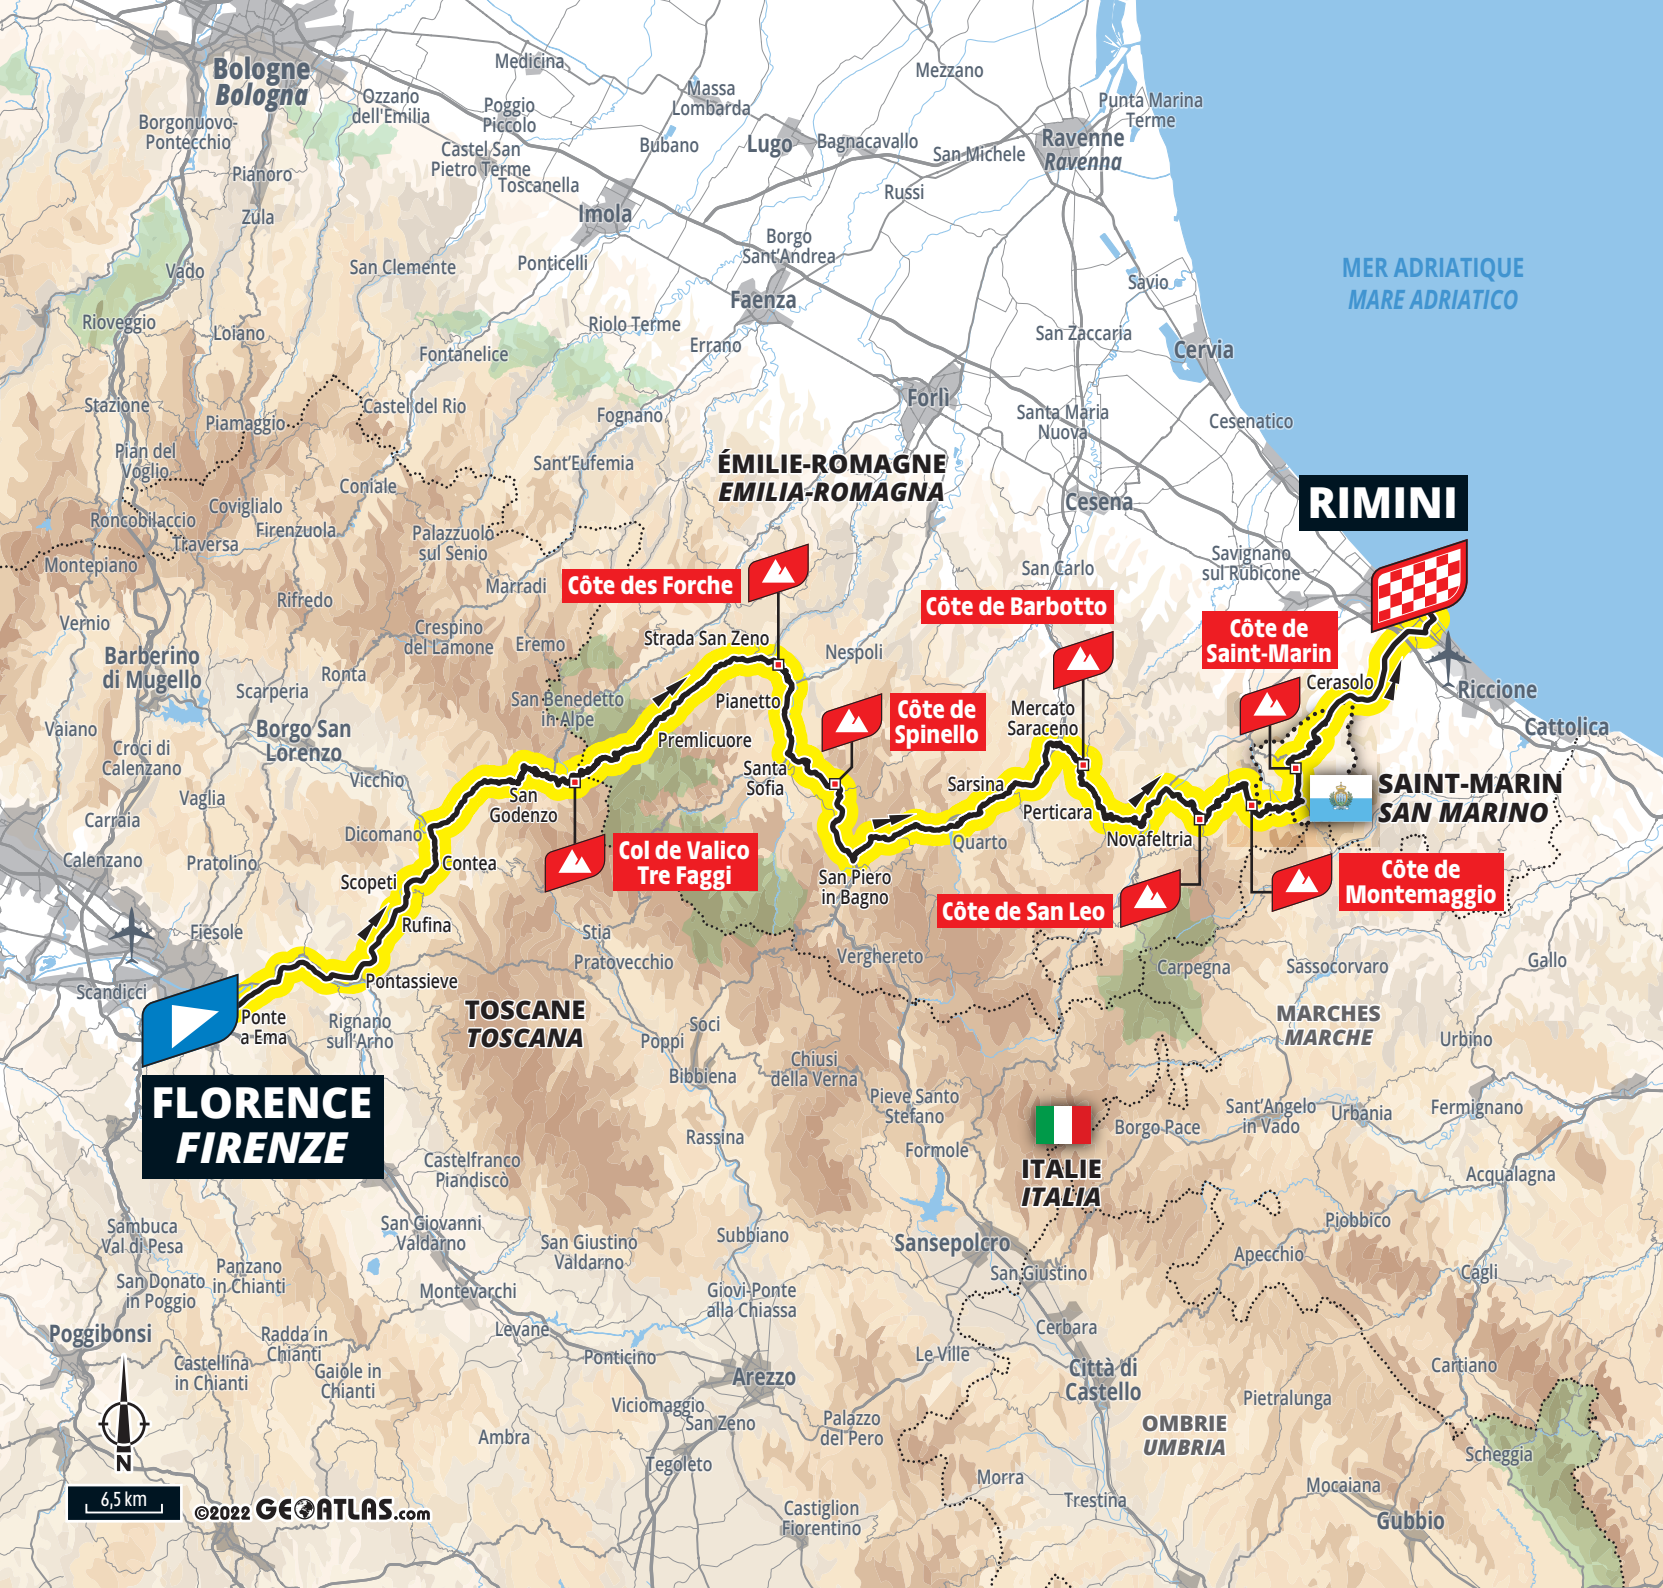 Bologne
Bologna
Medicina
Mezzano
Massa
Lombarda
Ozzano
dell'Emilia
Poggio
Piccolo
Punta Marina
Terme
Borgonuovo-
Pontecchio
Castel San
Pietro Terme
Bubano
Lugo
Bagnacavallo
San Michele
Ravenne
Ravenna
Pianoro
Toscanella
Russi
Zula
Imola
Borgo
Sant'Andrea
Vado
San Clemente
Ponticelli
Savio
MER ADRIATIQUE
MARE ADRIATICO
Faenza
Rioveggio
Loiano
Riolo Terme
Errano
San Zaccaria
Cervia
Fontanelice
Forlì
Stazione
Piamaggio
Castel del Rio
Fognano
Santa Maria
Nuova
Cesenatico
Pian del
Voglio
Sant'Eufemia
ÉMILIE-ROMAGNE
EMILIA-ROMAGNA
Coniale
Coviglialo
Cesena
RIMINI
Roncobilaccio
Firenzuola
Traversa
Palazzuolo
sul Senio
Montepiano
Marradi
San Carlo
Savignano
sul Rubicone
Côte des Forche
Côte de Barbotto
Rifredo
Vernio
Crespino
del Lamone
Eremo
Strada San Zeno
Nespoli
Côte de
Saint-Marin
Barberino
di Mugello
Ronta
Scarperia
San Benedetto
in Alpe
Pianetto
Côte de
Spinello
Mercato
Saraceno
Cerasolo
Riccione
Cattolica
Vaiano
Borgo San
Lorenzo
Premlicuore
Croci di
Calenzano
Vicchio
Santa
Sofia
Sarsina
SAINT-MARIN
SAN MARINO
Vaglia
San
Godenzo
Perticara
Carraia
Dicomano
Quarto
Novafeltria
Calenzano
Pratolino
Contea
Col de Valico
Tre Faggi
Scopeti
San Piero
in Bagno
Côte de
Montemaggio
Côte de San Leo
Fiesole
Rufina
Stia
Pratovecchio
Verghereto
Carpegna
Sassocorvaro
Gallo
Scandicci
Pontassieve
Ponte
a Ema
Rignano
sull'Arno
TOSCANE
TOSCANA
Soci
Poppi
MARCHES
MARCHE
Urbino
Bibbiena
Chiusi
della Verna
FLORENCE
FIRENZE
Pieve Santo
Stefano
Sant'Angelo
in Vado
Urbania
Fermignano
Borgo Pace
Rassina
Formole
ITALIE
ITALIA
Castelfranco
Piandiscò
Acqualagna
Sambuca
Val di Pesa
San Giovanni
Valdarno
San Giustino
Valdarno
Subbiano
Sansepolcro
Piobbico
Apecchio
Panzano
in Chianti
San Donato
in Poggio
Montevarchi
San Giustino
Cagli
Giovi-Ponte
alla Chiassa
Poggibonsi
Radda in
Chianti
Levane
Cerbara
Castellina
in Chianti
Gaiole in
Chianti
Ponticino
Arezzo
Le Ville
Città di
Castello
Cartiano
Viciomaggio
San Zeno
Palazzo
del Pero
Pietralunga
OMBRIE
UMBRIA
Ambra
Tegoleto
Scheggia
N
Morra
Trestina
Mocaiana
6,5 km
©2022 GEOATLAS.com
Castiglion
Fiorentino
Gubbio